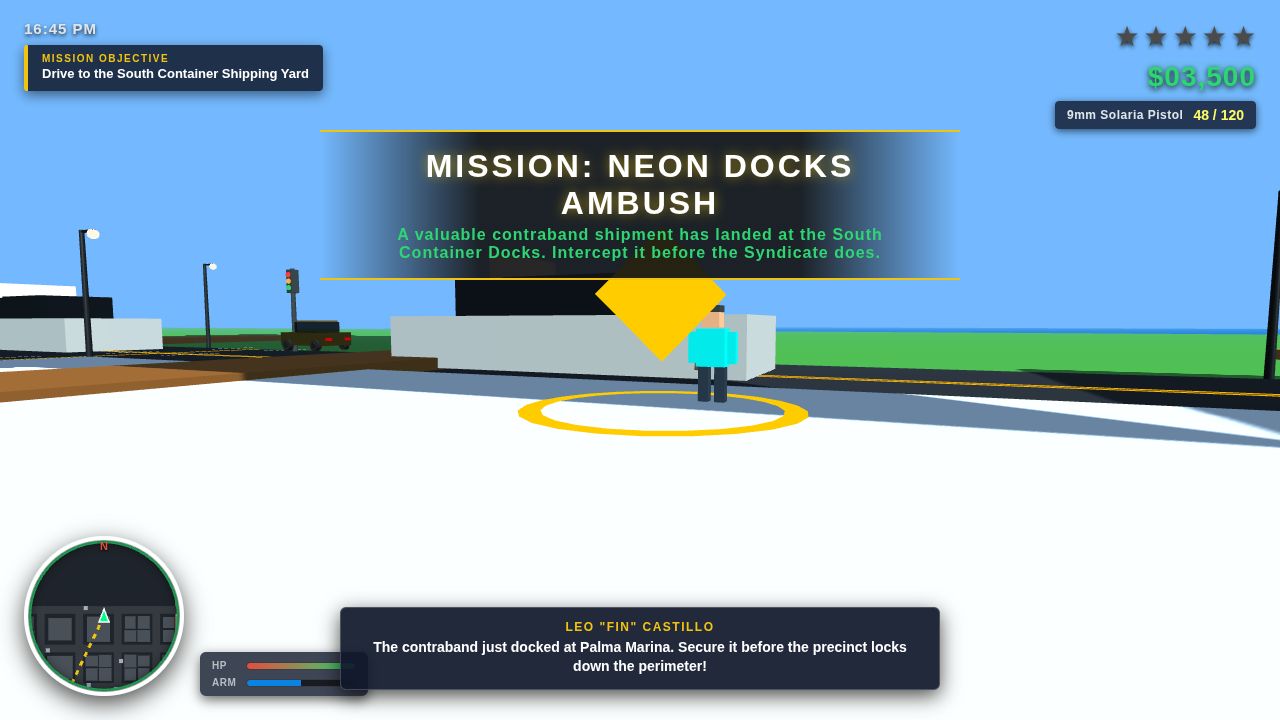 16:45 PM
MISSION OBJECTIVE
Drive to the South Container Shipping Yard
★★★★★
$03,500
9mm Solaria Pistol 48 / 120
MISSION: NEON DOCKS
AMBUSH
A valuable contraband shipment has landed at the South
Container Docks. Intercept it before the Syndicate does.
N
HP
ARM
LEO "FIN" CASTILLO
The contraband just docked at Palma Marina. Secure it before the precinct locks
down the perimeter!